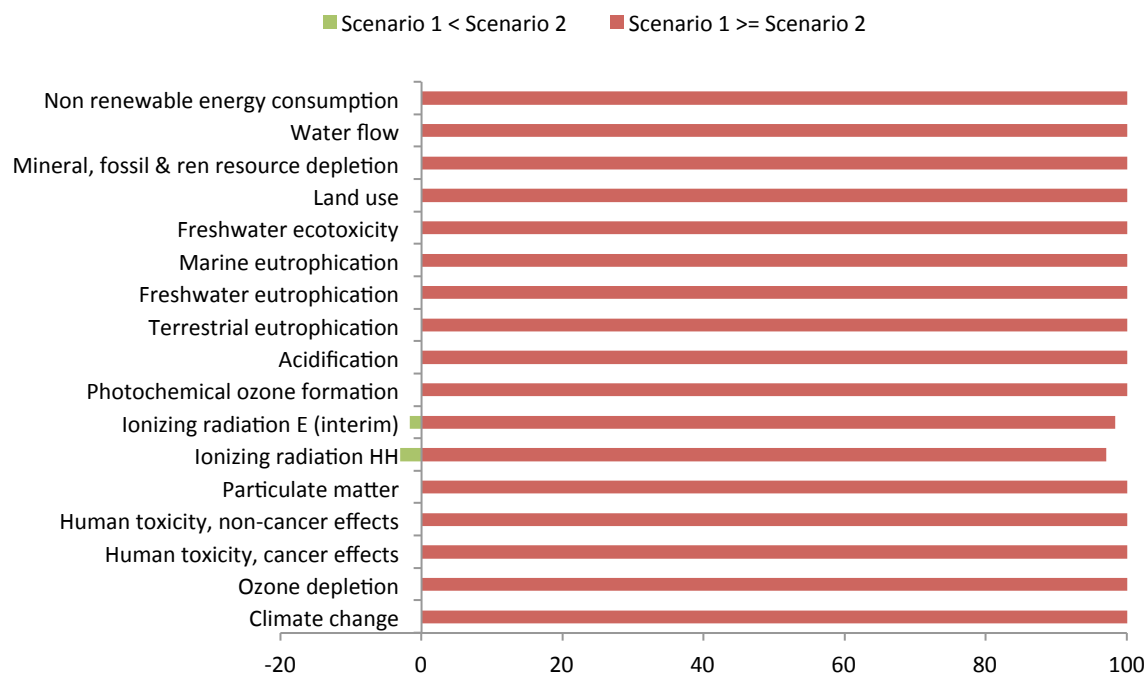 Scenario 1 < Scenario 2 Scenario 1 >= Scenario 2
Non renewable energy consumption
Water flow
Mineral, fossil & ren resource depletion
Land use
Freshwater ecotoxicity
Marine eutrophication
Freshwater eutrophication
Terrestrial eutrophication
Acidification
Photochemical ozone formation
Ionizing radiation E (interim)
Ionizing radiation HH
Particulate matter
Human toxicity, non-cancer effects
Human toxicity, cancer effects
Ozone depletion
Climate change
-20 0 20 40 60 80 100